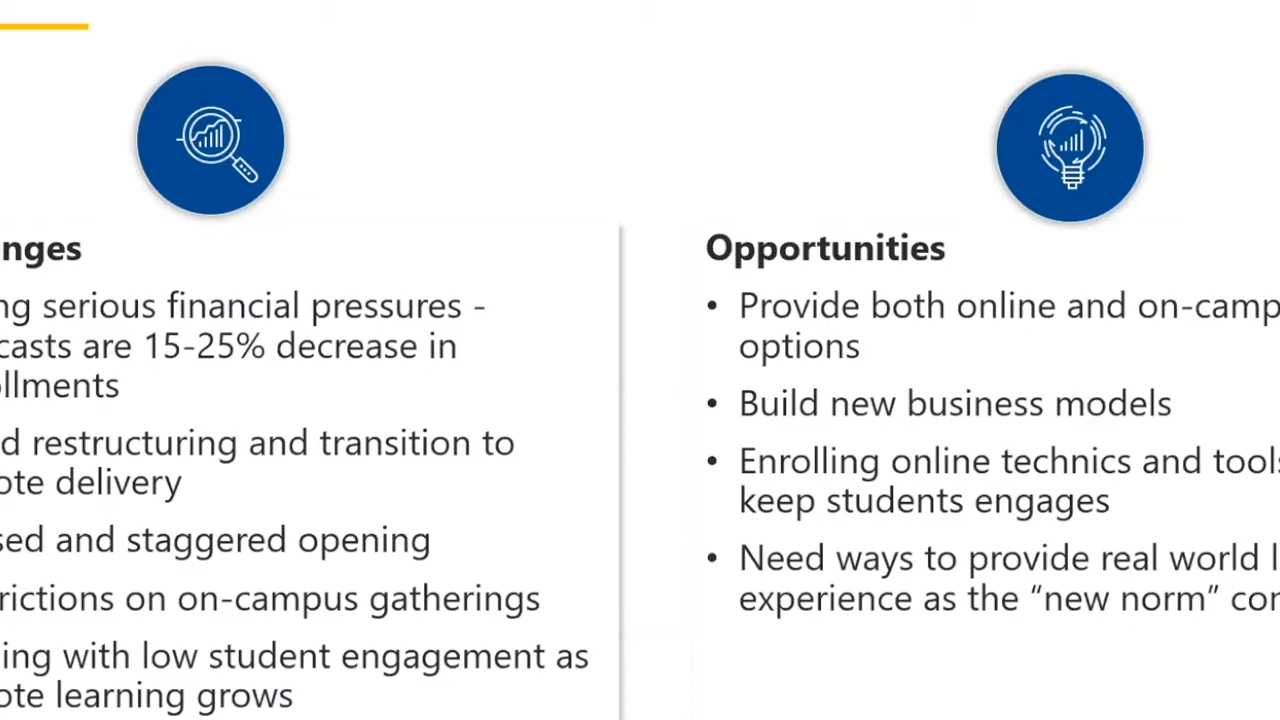 enges
ng serious financial pressures -
casts are 15-25% decrease in
ollments
d restructuring and transition to
ote delivery
sed and staggered opening
rictions on on-campus gatherings
ing with low student engagement as
ote learning grows
Opportunities
• Provide both online and on-camp
options
• Build new business models
• Enrolling online technics and tools
keep students engages
• Need ways to provide real world l
experience as the “new norm” con